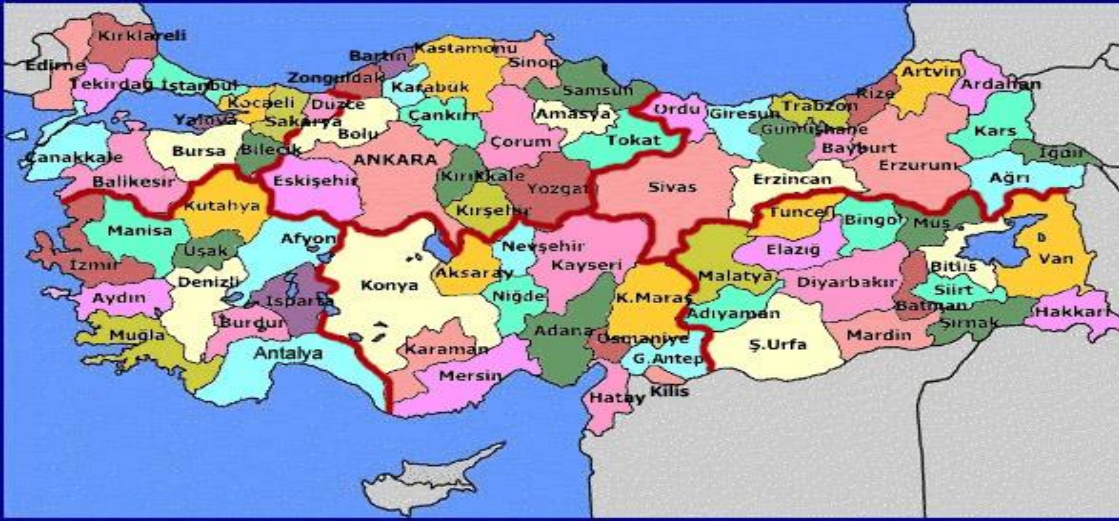 Kırklareli
Edirne
Tekirdağ
İstanbul
Kocaeli
Yalova
Sakarya
Düzce
Zonguldak
Bartın
Karabük
Kastamonu
Sinop
Samsun
Çankırı
Bolu
Çorum
Amasya
Tokat
Ordu
Giresun
Trabzon
Rize
Artvin
Ardahan
Gümüşhane
Bayburt
Erzurum
Kars
Iğdır
Ağrı
Çanakkale
Balıkesir
Bursa
Bilecik
Eskişehir
ANKARA
Kırıkkale
Kırşehir
Yozgat
Sivas
Erzincan
Tunceli
Bingöl
Muş
Bitlis
Van
Kutahya
Manisa
Uşak
Afyon
İzmir
Aydın
Denizli
Isparta
Burdur
Muğla
Antalya
Konya
Aksaray
Nevşehir
Niğde
Kayseri
Karaman
Mersin
Adana
K.Maraş
Osmaniye
G.Antep
Hatay
Kilis
Malatya
Elazığ
Adıyaman
Diyarbakır
Ş.Urfa
Mardin
Batman
Siirt
Şırnak
Hakkari